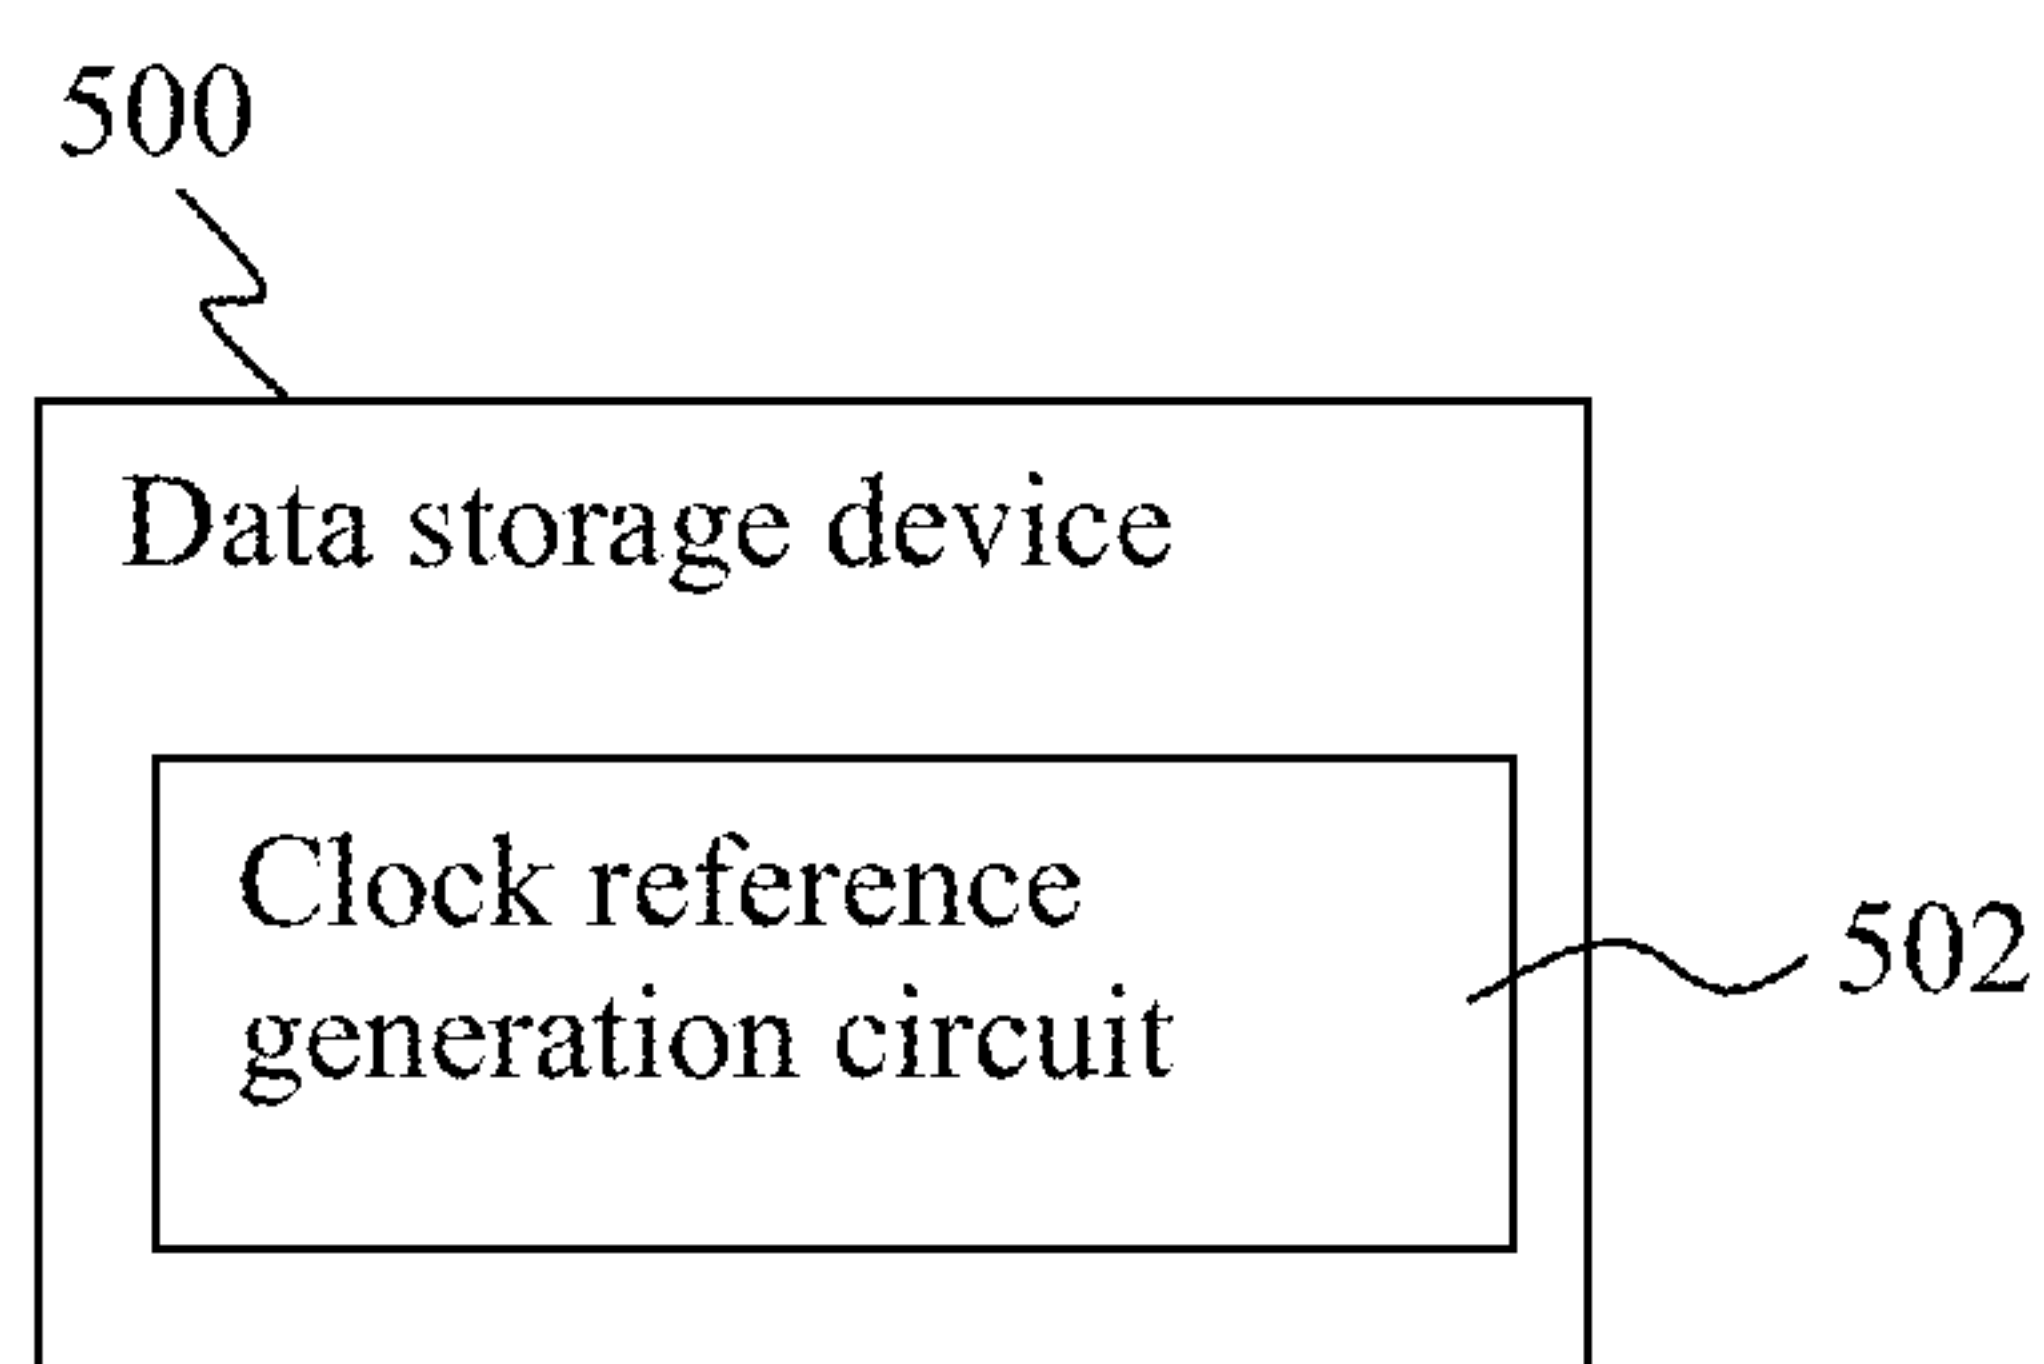 500
Data storage device
Clock reference
generation circuit
502